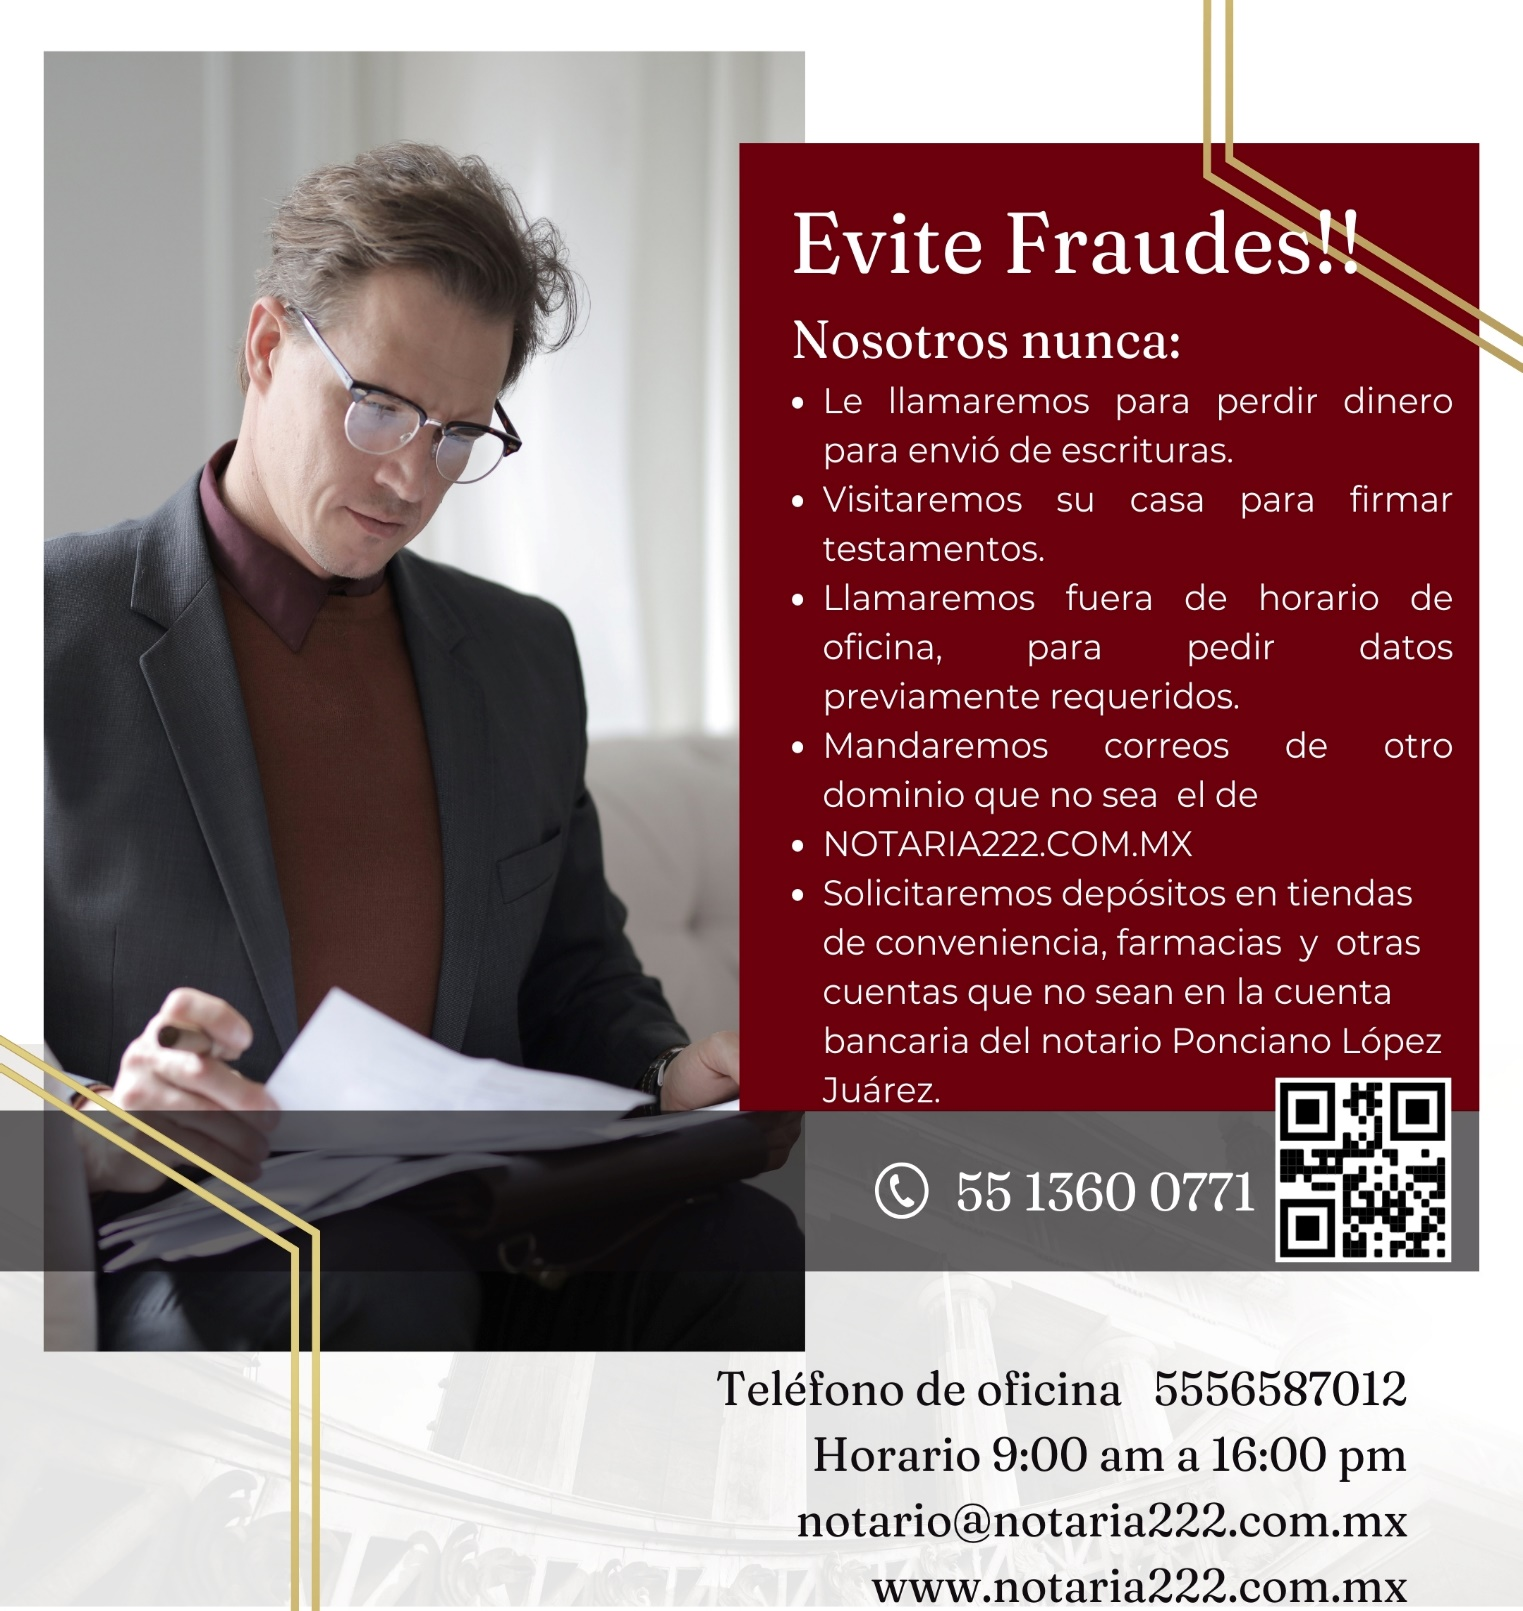 Evite Fraudes!!
Nosotros nunca:
• Le llamaremos para perdir dinero
para envió de escrituras.
• Visitaremos su casa para firmar
testamentos.
• Llamaremos fuera de horario de
oficina, para pedir datos
previamente requeridos.
• Mandaremos correos de otro
dominio que no sea el de
• NOTARIA222.COM.MX
• Solicitaremos depósitos en tiendas
de conveniencia, farmacias y otras
cuentas que no sean en la cuenta
bancaria del notario Ponciano López
Juárez.
55 1360 0771
Teléfono de oficina 5556587012
Horario 9:00 am a 16:00 pm
notario@notaria222.com.mx
www.notaria222.com.mx